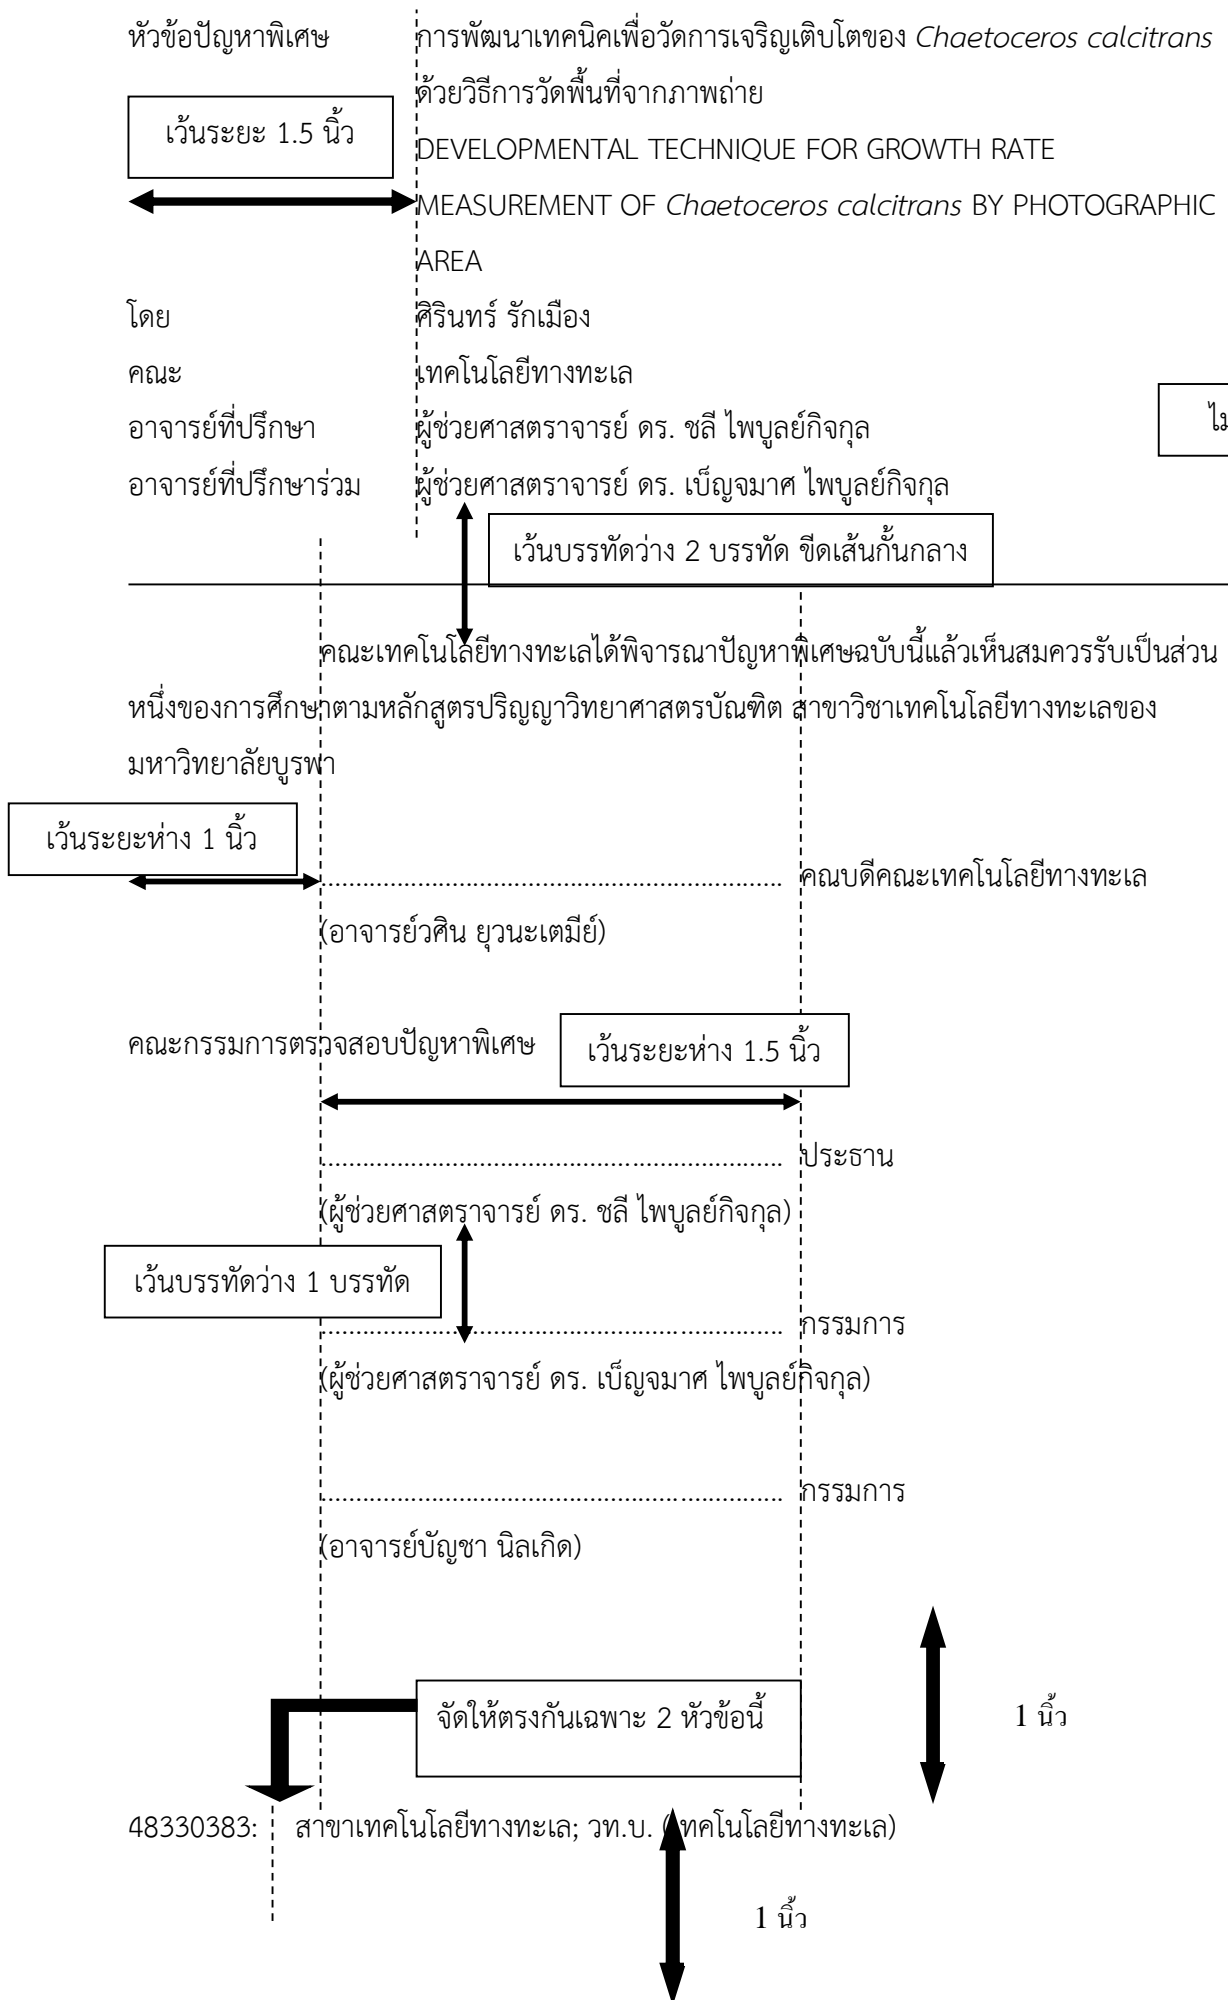 หัวข้อปัญหาพิเศษ การพัฒนาเทคนิคเพื่อวัดการเจริญเติบโตของ Chaetoceros calcitrans
ด้วยวิธีการวัดพื้นที่จากภาพถ่าย
เว้นระยะ 1.5 นิ้ว
DEVELOPMENTAL TECHNIQUE FOR GROWTH RATE
MEASUREMENT OF Chaetoceros calcitrans BY PHOTOGRAPHIC
AREA
โดย ศิรินทร์ รักเมือง
คณะ เทคโนโลยีทางทะเล
อาจารย์ที่ปรึกษา ผู้ช่วยศาสตราจารย์ ดร. ชลี ไพบูลย์กิจกุล
อาจารย์ที่ปรึกษาร่วม ผู้ช่วยศาสตราจารย์ ดร. เบ็ญจมาศ ไพบูลย์กิจกุล
เว้นบรรทัดว่าง 2 บรรทัด ขีดเส้นกั้นกลาง
คณะเทคโนโลยีทางทะเลได้พิจารณาปัญหาพิเศษฉบับนี้แล้วเห็นสมควรรับเป็นส่วน
หนึ่งของการศึกษาตามหลักสูตรปริญญาวิทยาศาสตรบัณฑิต สาขาวิชาเทคโนโลยีทางทะเลของ
มหาวิทยาลัยบูรพา
เว้นระยะห่าง 1 นิ้ว
.................................................................. คณบดีคณะเทคโนโลยีทางทะเล
(อาจารย์วศิน ยุวนะเตมีย์)
คณะกรรมการตรวจสอบปัญหาพิเศษ
เว้นระยะห่าง 1.5 นิ้ว
.................................................................. ประธาน
(ผู้ช่วยศาสตราจารย์ ดร. ชลี ไพบูลย์กิจกุล)
เว้นบรรทัดว่าง 1 บรรทัด
.................................................................. กรรมการ
(ผู้ช่วยศาสตราจารย์ ดร. เบ็ญจมาศ ไพบูลย์กิจกุล)
.................................................................. กรรมการ
(อาจารย์บัญชา นิลเกิด)
จัดให้ตรงกันเฉพาะ 2 หัวข้อนี้
1 นิ้ว
48330383: สาขาเทคโนโลยีทางทะเล; วท.บ. (เทคโนโลยีทางทะเล)
1 นิ้ว